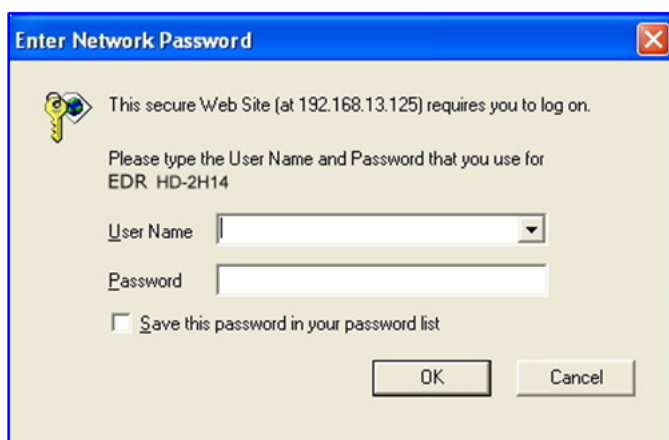 Enter Network Password
This secure Web Site (at 192.168.13.125) requires you to log on.
Please type the User Name and Password that you use for
EDR HD-2H14
User Name
Password
Save this password in your password list
OK Cancel